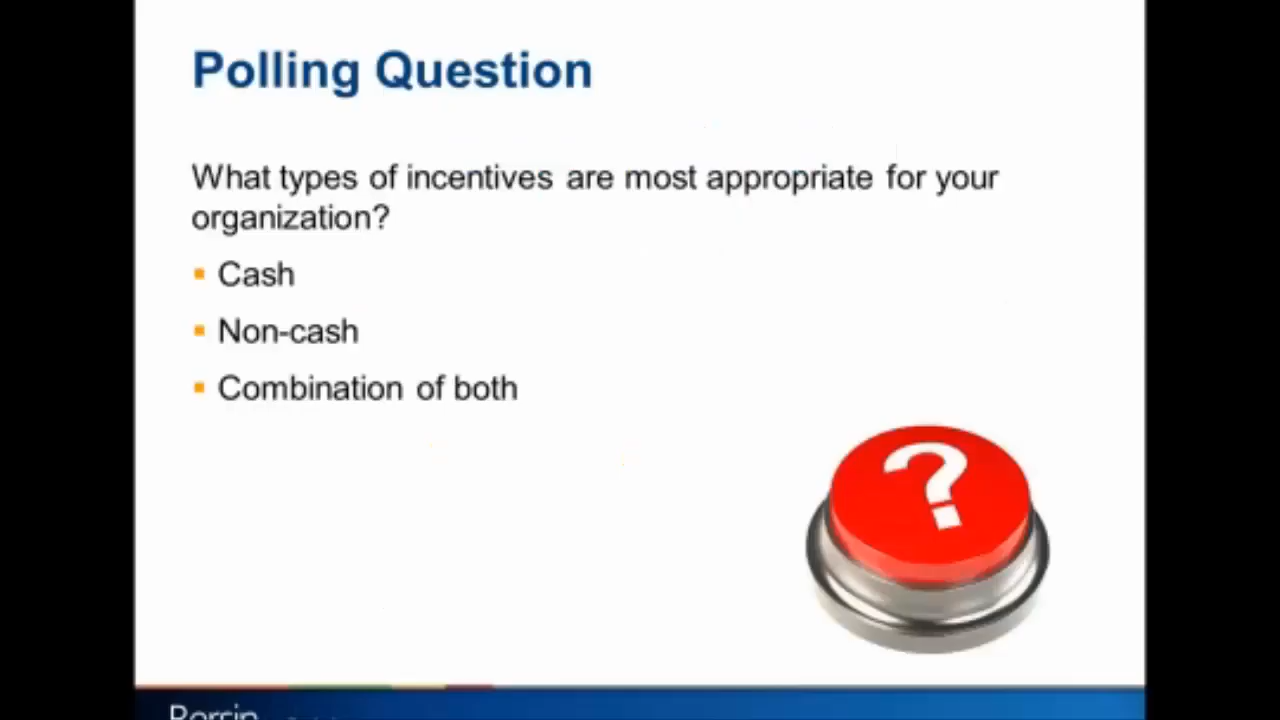 Polling Question
What types of incentives are most appropriate for your
organization?
Cash
Non-cash
Combination of both
?